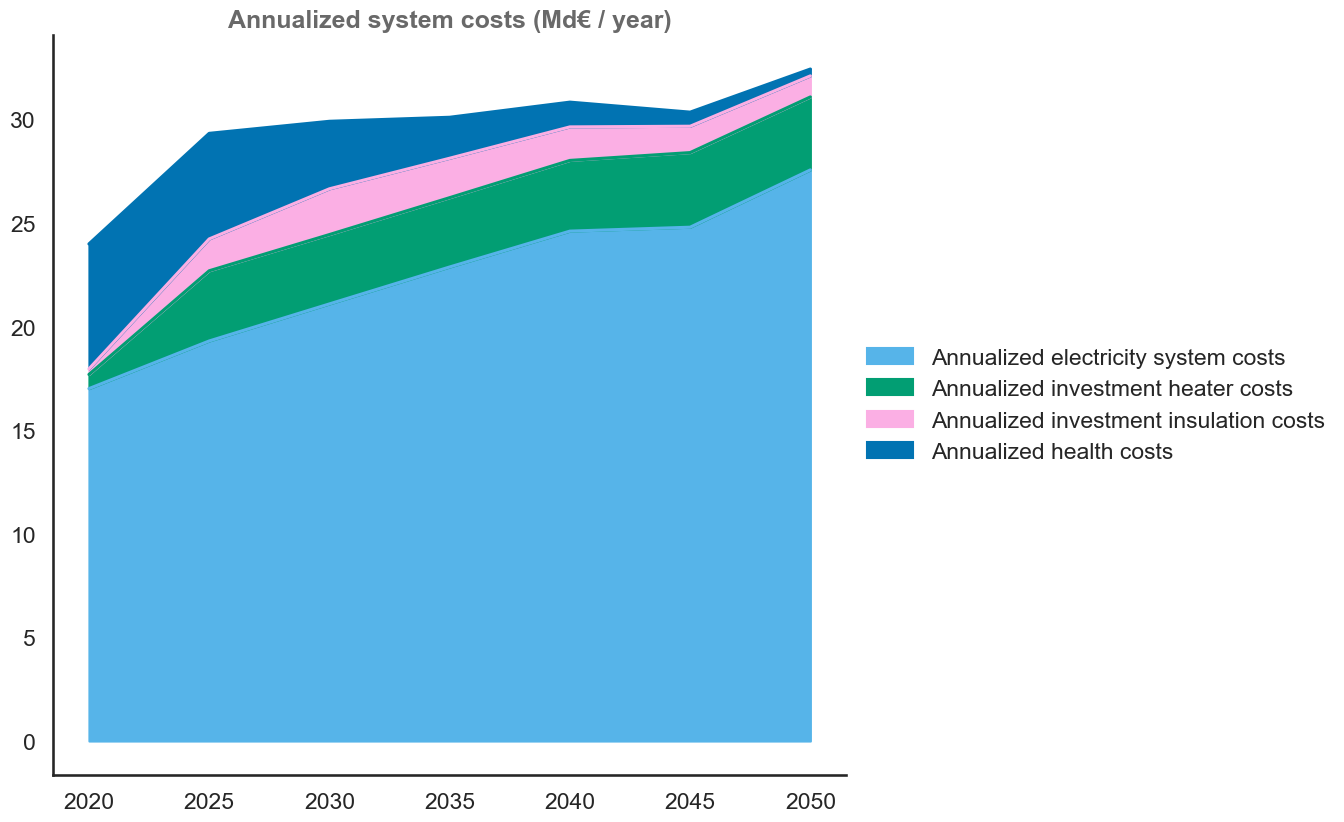 Annualized system costs (Md€ / year)
30
25
20
15
10
5
0
2020 2025 2030 2035 2040 2045 2050
Annualized electricity system costs
Annualized investment heater costs
Annualized investment insulation costs
Annualized health costs